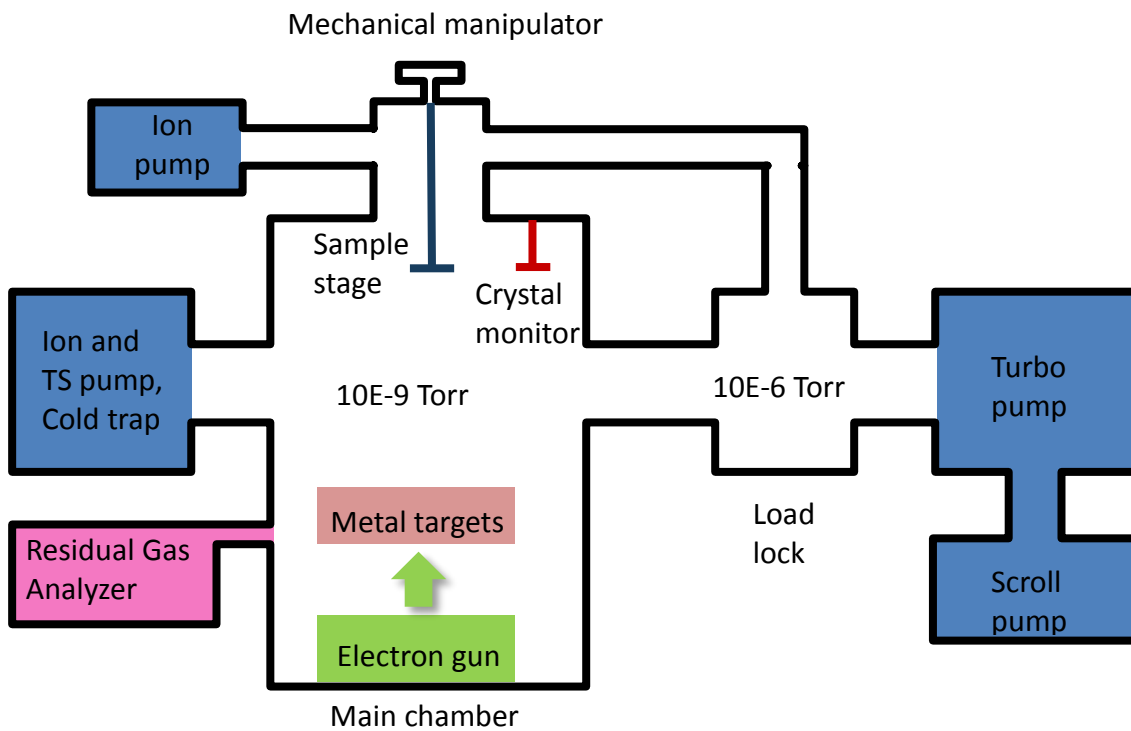 Mechanical manipulator
Ion
pump
Sample
stage
Crystal
monitor
Ion and
TS pump,
Cold trap
10E-9 Torr
10E-6 Torr
Turbo
pump
Metal targets
Load
lock
Residual Gas
Analyzer
Scroll
pump
Electron gun
Main chamber